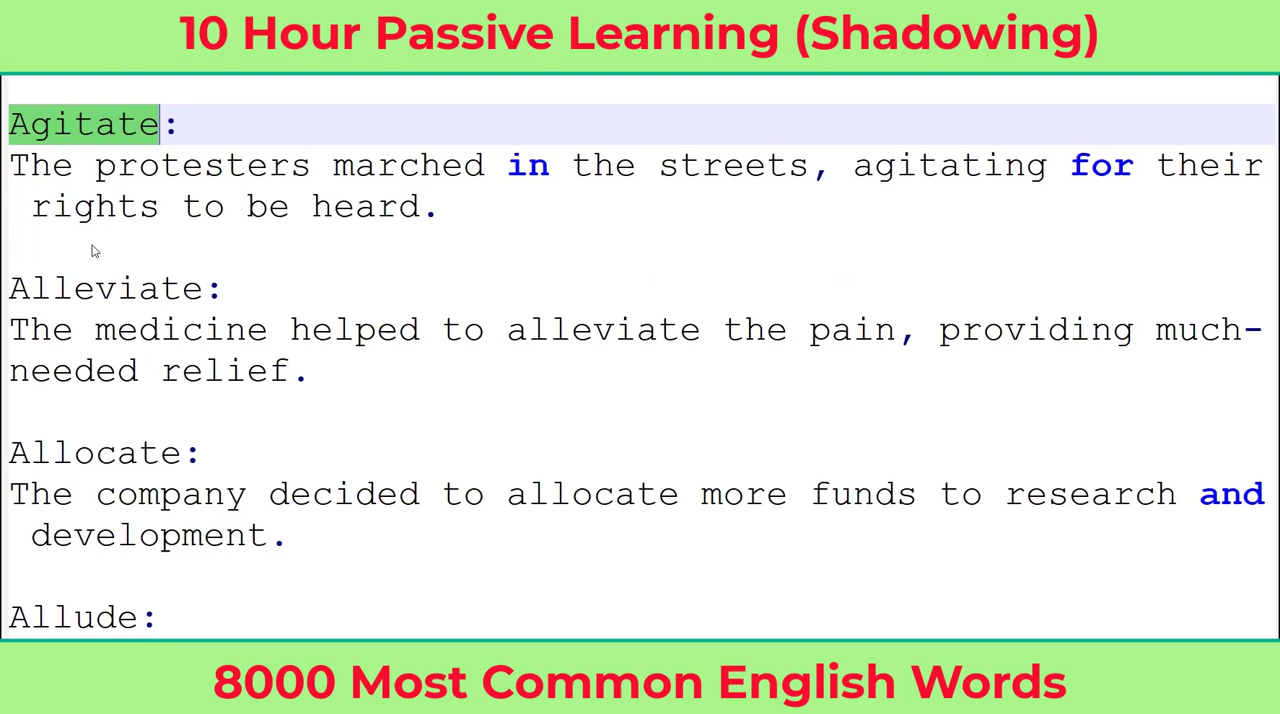 10 Hour Passive Learning (Shadowing)
Agitate:
The protesters marched in the streets, agitating for their
rights to be heard.
Alleviate:
The medicine helped to alleviate the pain, providing much-
needed relief.
Allocate:
The company decided to allocate more funds to research and
development.
Allude:
8000 Most Common English Words